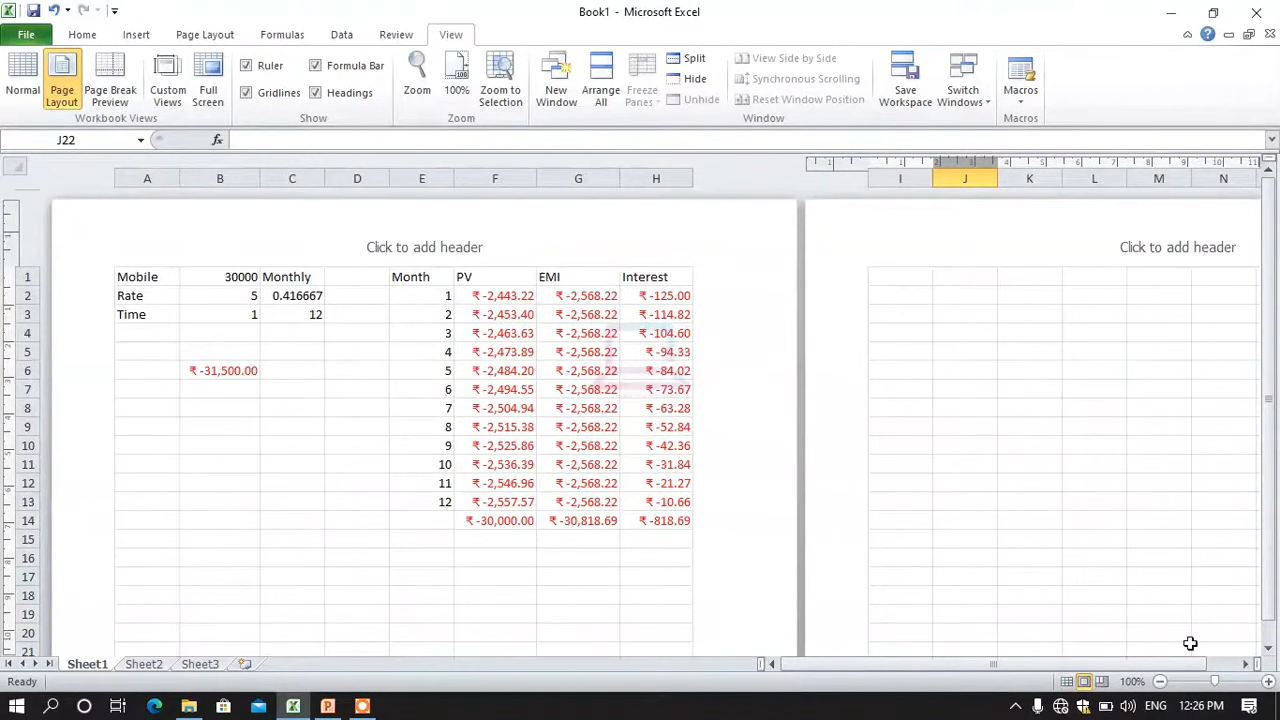 Book1 - Microsoft Excel
File Home Insert Page Layout Formulas Data Review View
Normal
Page Layout
Page Break Preview
Custom Views
Full Screen
Workbook Views
Ruler
Formula Bar
Gridlines
Headings
Show
Zoom
100%
Zoom to Selection
Zoom
New Window
Arrange All
Freeze Panes
Split
Hide
Unhide
View Side by Side
Synchronous Scrolling
Reset Window Position
Window
Save Workspace
Switch Windows
Macros
Macros
J22 fx
1 1 2 3 4 5 6 7 8 9 10 11
A B C D E F G H I J K L M N
Click to add header Click to add header
1 Mobile 30000 Monthly Month PV EMI Interest
2 Rate 5 0.416667 1 ₹ -2,443.22 ₹ -2,568.22 ₹ -125.00
3 Time 1 12 2 ₹ -2,453.40 ₹ -2,568.22 ₹ -114.82
4 3 ₹ -2,463.63 ₹ -2,568.22 ₹ -104.60
5 4 ₹ -2,473.89 ₹ -2,568.22 ₹ -94.33
6 ₹ -31,500.00 5 ₹ -2,484.20 ₹ -2,568.22 ₹ -84.02
7 6 ₹ -2,494.55 ₹ -2,568.22 ₹ -73.67
8 7 ₹ -2,504.94 ₹ -2,568.22 ₹ -63.28
9 8 ₹ -2,515.38 ₹ -2,568.22 ₹ -52.84
10 9 ₹ -2,525.86 ₹ -2,568.22 ₹ -42.36
11 10 ₹ -2,536.39 ₹ -2,568.22 ₹ -31.84
12 11 ₹ -2,546.96 ₹ -2,568.22 ₹ -21.27
13 12 ₹ -2,557.57 ₹ -2,568.22 ₹ -10.66
14 ₹ -30,000.00 ₹ -30,818.69 ₹ -818.69
15
16
17
18
19
20
21
Sheet1 Sheet2 Sheet3
Ready 100%
ENG 12:26 PM